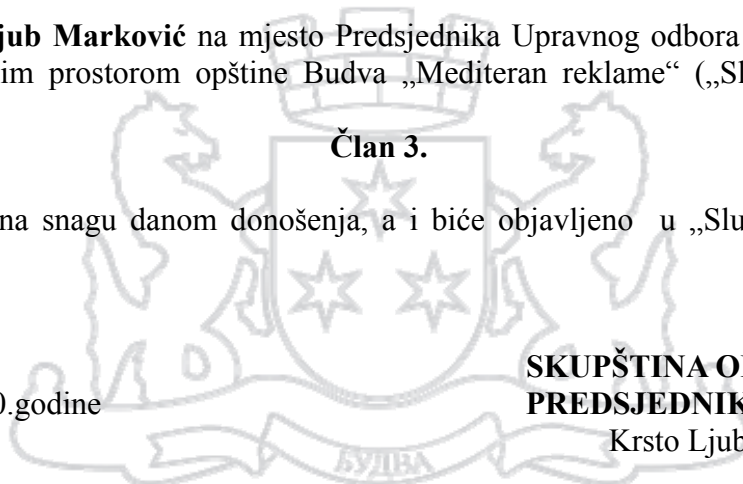 jub Marković na mjesto Predsjednika Upravnog odbora
im prostorom opštine Budva „Mediteran reklame“ („Sl
Član 3.
na snagu danom donošenja, a i biće objavljeno u „Slu
SKUPŠTINA O
0.godine PREDSJEDNIK
Krsto Ljub
БУДВА